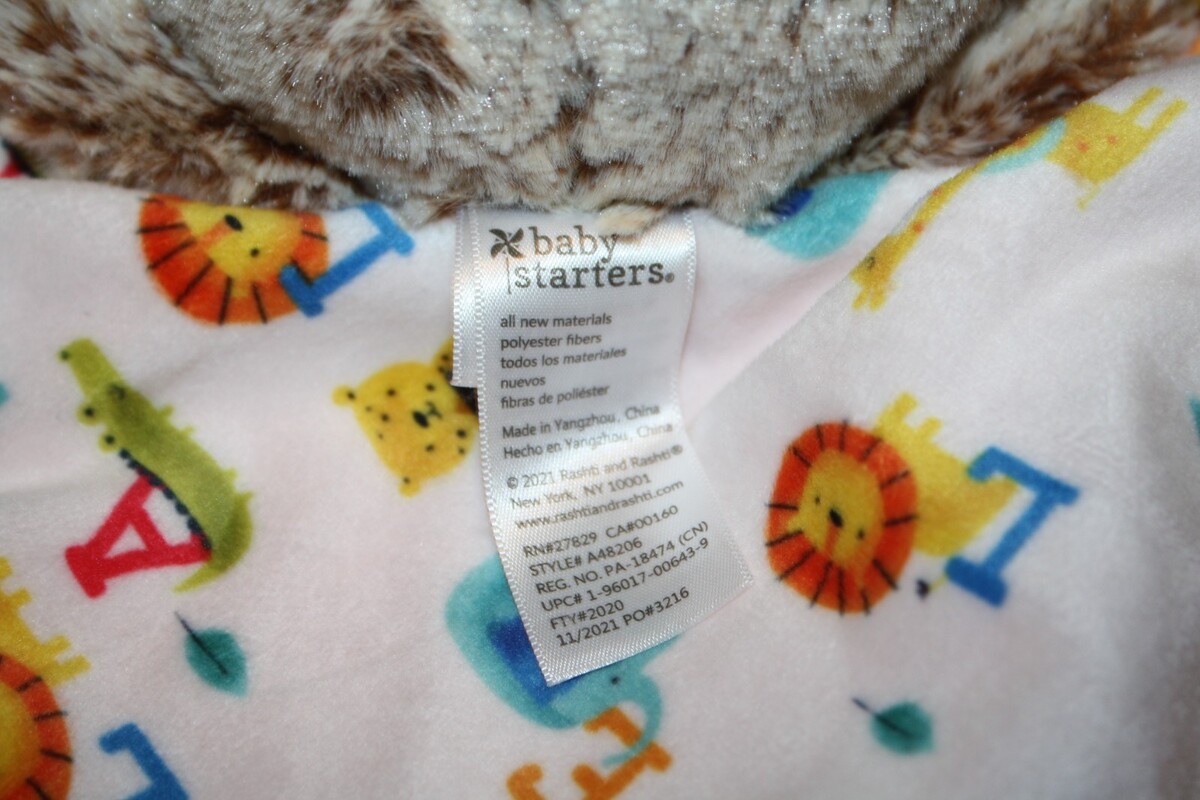 baby
starters®
all new materials
polyester fibers
todos los materiales
nuevos
fibras de poliéster
Made in Yangzhou, China
Hecho en Yangzhou, China
© 2021 Rashti and Rashti®
New York, NY 10001
www.rashtiandrashti.com
RN#27829 CA#00160
STYLE# A48206
REG. NO. PA-18474 (CN)
UPC# 1-96017-00643-9
FTY#2020
11/2021 PO#3216